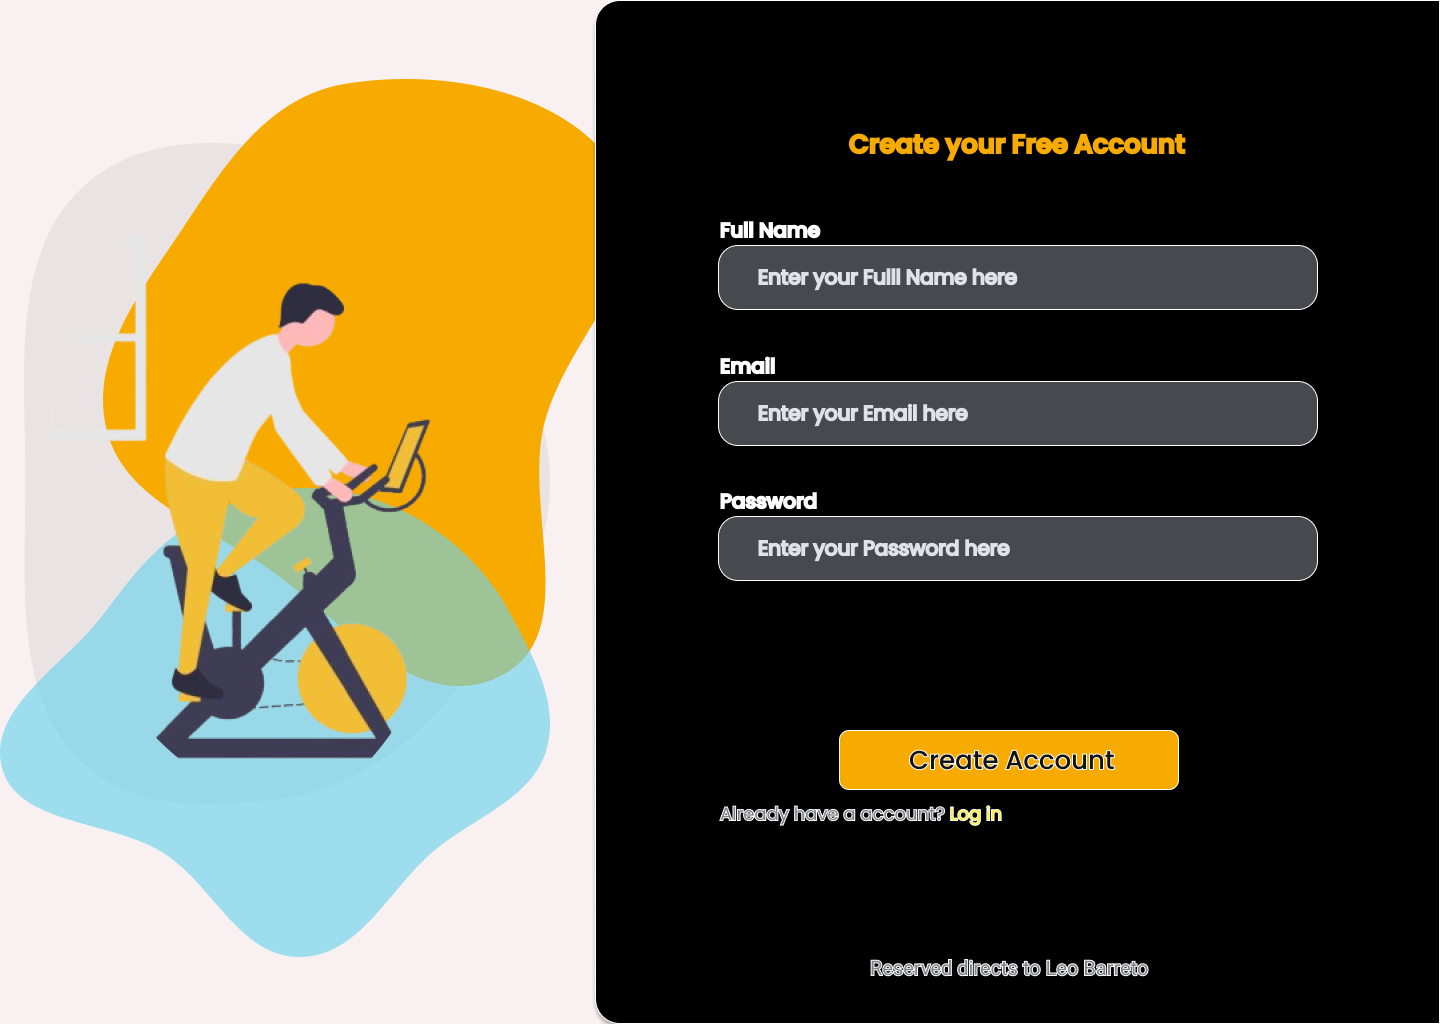 Create your Free Account
Full Name
Enter your Fulll Name here
Email
Enter your Email here
Password
Enter your Password here
Create Account
Already have a account? Log in
Reserved directs to Leo Barreto